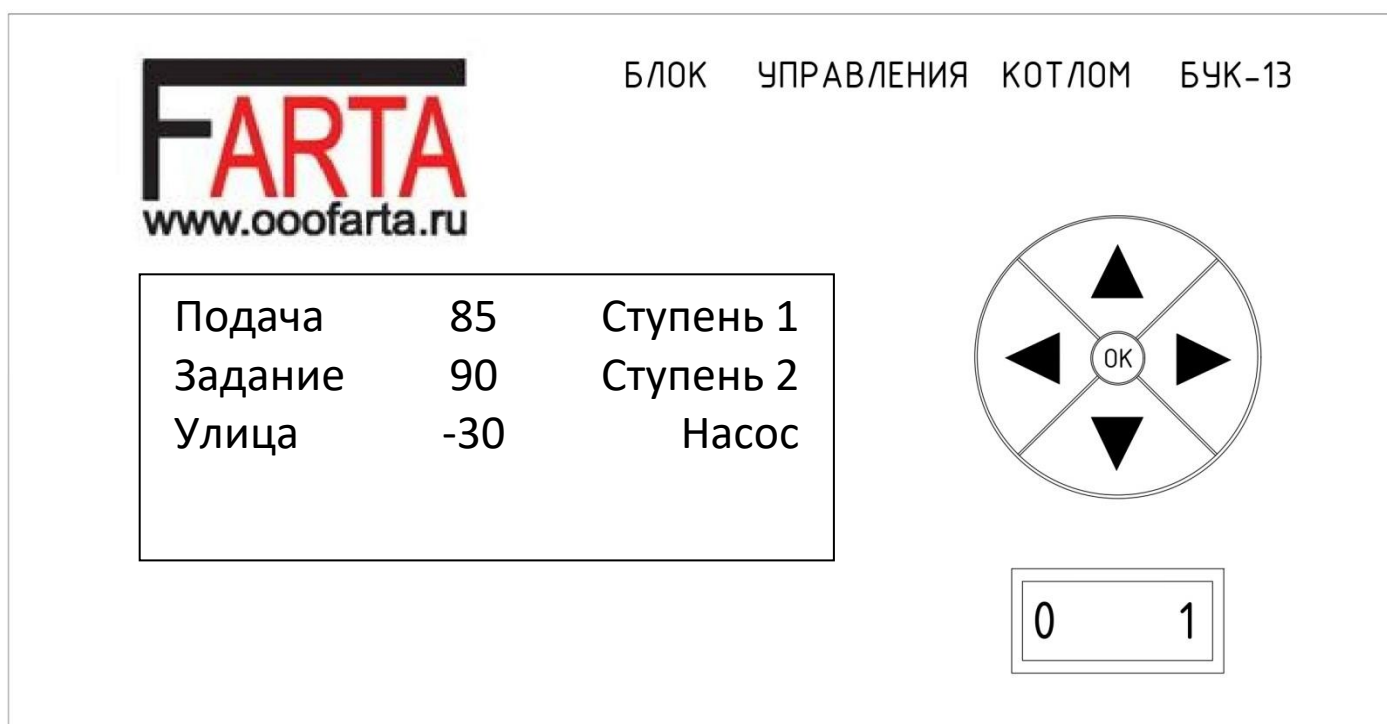 FARTA
www.ooofarta.ru
БЛОК УПРАВЛЕНИЯ КОТЛОМ БУК-13
Подача 85 Ступень 1
Задание 90 Ступень 2
Улица -30 Насос
OK
0 1